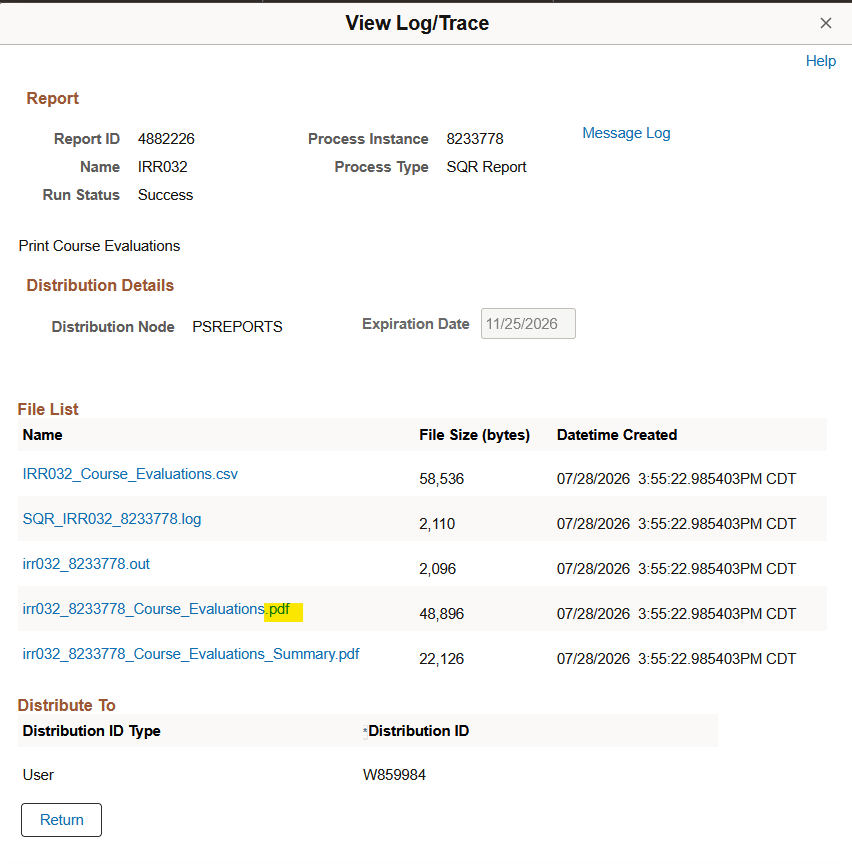 View Log/Trace
×
Help
Report
Report ID 4882226 Process Instance 8233778 Message Log
Name IRR032 Process Type SQR Report
Run Status Success
Print Course Evaluations
Distribution Details
Distribution Node PSREPORTS Expiration Date 11/25/2026
File List
Name File Size (bytes) Datetime Created
IRR032_Course_Evaluations.csv 58,536 07/28/2026 3:55:22.985403PM CDT
SQR_IRR032_8233778.log 2,110 07/28/2026 3:55:22.985403PM CDT
irr032_8233778.out 2,096 07/28/2026 3:55:22.985403PM CDT
irr032_8233778_Course_Evaluations.pdf 48,896 07/28/2026 3:55:22.985403PM CDT
irr032_8233778_Course_Evaluations_Summary.pdf 22,126 07/28/2026 3:55:22.985403PM CDT
Distribute To
Distribution ID Type *Distribution ID
User W859984
Return